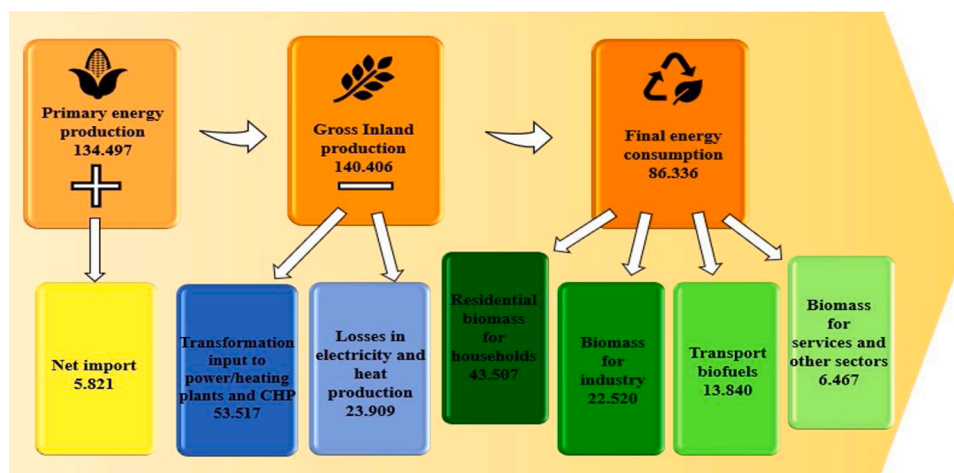 Primary energy
production
134.497
Gross Inland
production
140.406
Final energy
consumption
86.336
Net import
5.821
Transformation
input to
power/heating
plants and CHP
53.517
Losses in
electricity and
heat
production
23.909
Residential
biomass
for
households
43.507
Biomass
for
industry
22.520
Transport
biofuels
13.840
Biomass
for
services and
other sectors
6.467